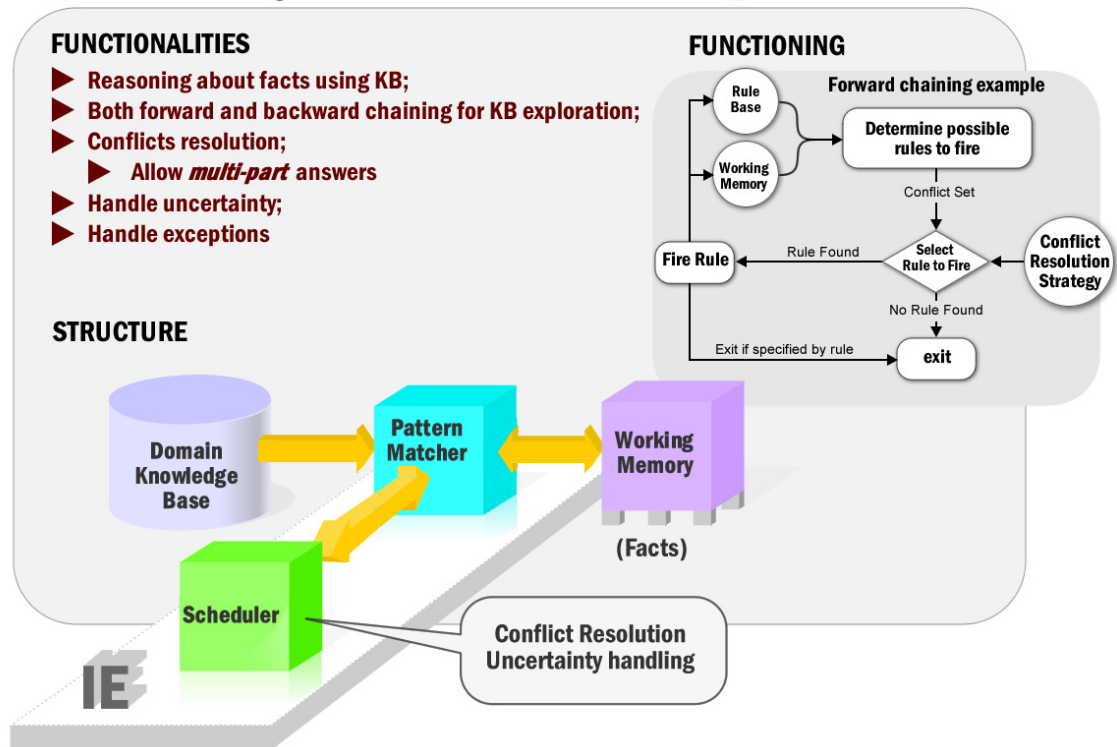 FUNCTIONALITIES
Reasoning about facts using KB;
Both forward and backward chaining for KB exploration;
Conflicts resolution;
Allow multi-part answers
Handle uncertainty;
Handle exceptions
FUNCTIONING
Forward chaining example
Rule
Base
Working
Memory
Determine possible
rules to fire
Conflict Set
Select
Rule to Fire
Conflict
Resolution
Strategy
Rule Found
Fire Rule
No Rule Found
Exit if specified by rule
exit
STRUCTURE
Domain
Knowledge
Base
Pattern
Matcher
Working
Memory
(Facts)
Scheduler
Conflict Resolution
Uncertainty handling
IE